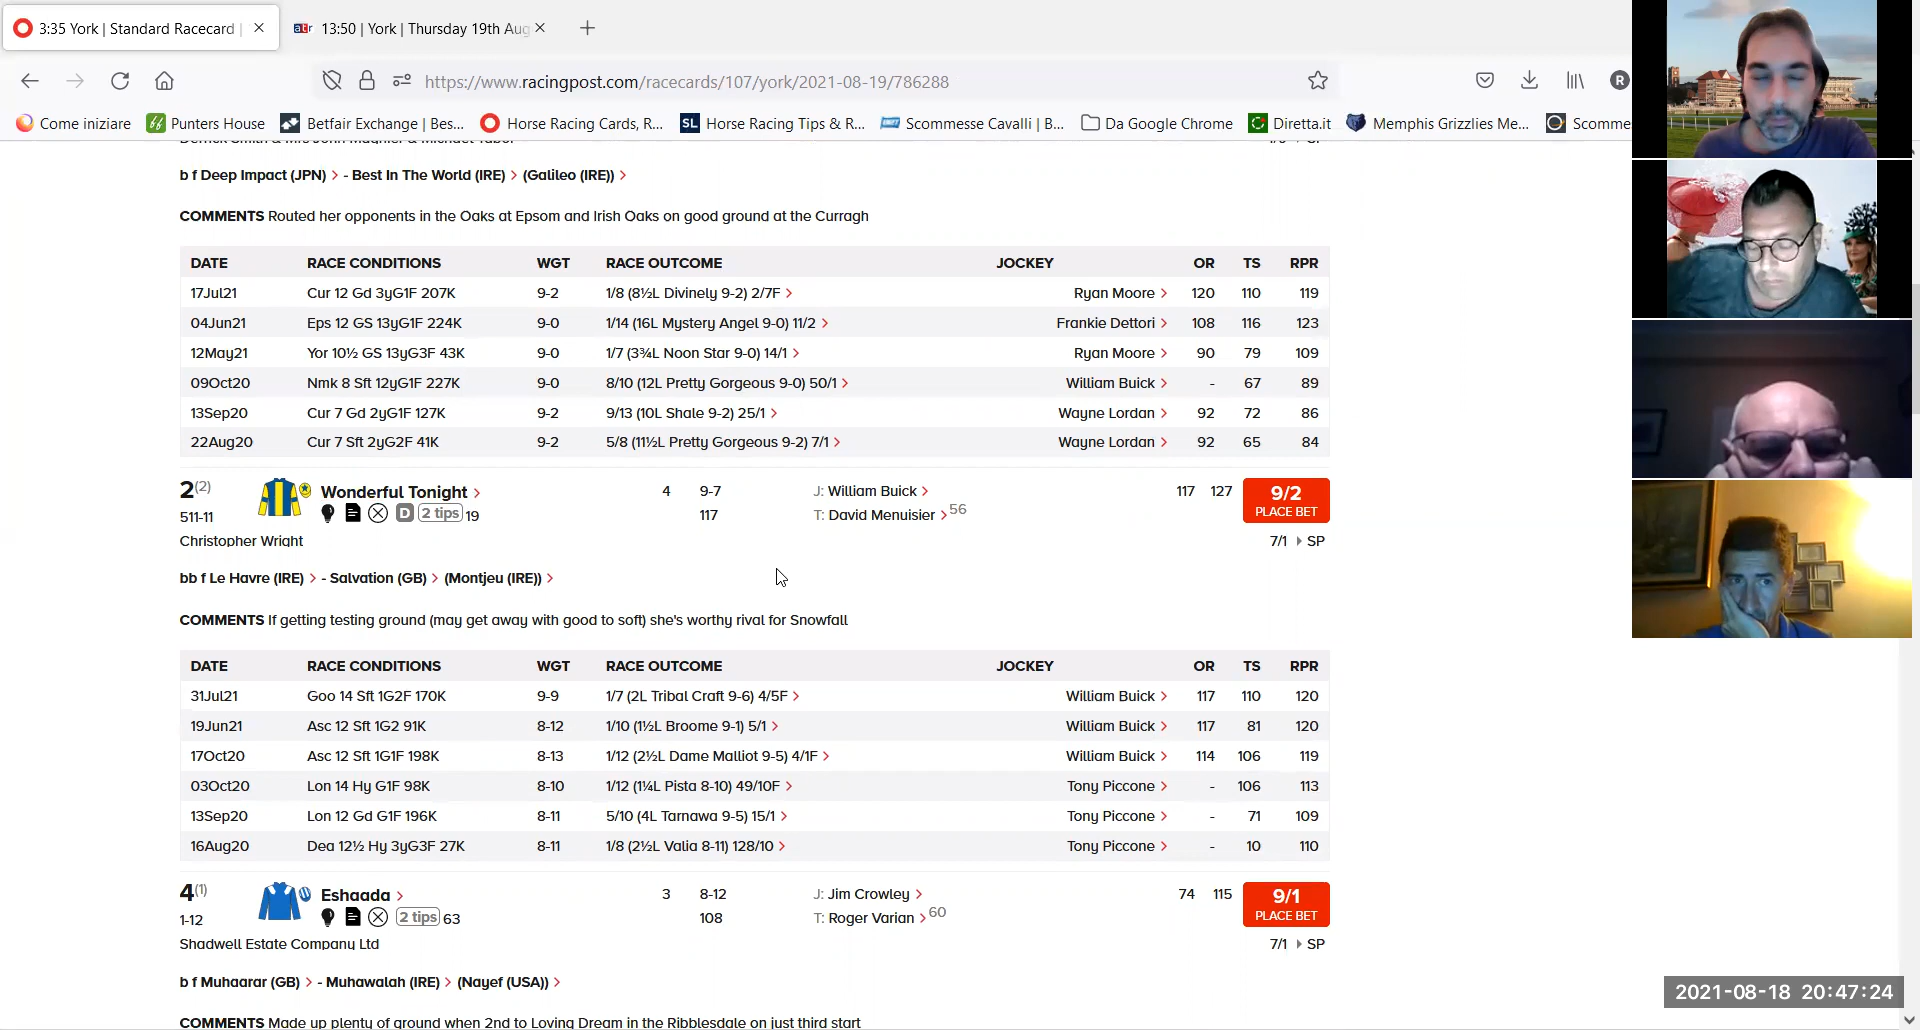 3:35 York | Standard Racecard |
atr 13:50 | York | Thursday 19th Aug
https://www.racingpost.com/racecards/107/york/2021-08-19/786288
R
Come iniziare
Punters House
Betfair Exchange | Bes...
Horse Racing Cards, R...
SL Horse Racing Tips & R...
Scommesse Cavalli | B...
Da Google Chrome
Diretta.it
Memphis Grizzlies Me...
Scomme
b f Deep Impact (JPN) > - Best In The World (IRE) > (Galileo (IRE)) >
COMMENTS Routed her opponents in the Oaks at Epsom and Irish Oaks on good ground at the Curragh
DATE RACE CONDITIONS WGT RACE OUTCOME JOCKEY OR TS RPR
17Jul21 Cur 12 Gd 3yG1F 207K 9-2 1/8 (8½L Divinely 9-2) 2/7F > Ryan Moore > 120 110 119
04Jun21 Eps 12 GS 13yG1F 224K 9-0 1/14 (16L Mystery Angel 9-0) 11/2 > Frankie Dettori > 108 116 123
12May21 Yor 10½ GS 13yG3F 43K 9-0 1/7 (3¾L Noon Star 9-0) 14/1 > Ryan Moore > 90 79 109
09Oct20 Nmk 8 Sft 12yG1F 227K 9-0 8/10 (12L Pretty Gorgeous 9-0) 50/1 > William Buick > - 67 89
13Sep20 Cur 7 Gd 2yG1F 127K 9-2 9/13 (10L Shale 9-2) 25/1 > Wayne Lordan > 92 72 86
22Aug20 Cur 7 Sft 2yG2F 41K 9-2 5/8 (11½L Pretty Gorgeous 9-2) 7/1 > Wayne Lordan > 92 65 84
2(2) Wonderful Tonight > 4 9-7 J: William Buick > 117 127 9/2
511-11 D 2 tips 19 117 T: David Menuisier > 56 PLACE BET
Christopher Wright 7/1 SP
bb f Le Havre (IRE) > - Salvation (GB) > (Montjeu (IRE)) >
COMMENTS If getting testing ground (may get away with good to soft) she's worthy rival for Snowfall
DATE RACE CONDITIONS WGT RACE OUTCOME JOCKEY OR TS RPR
31Jul21 Goo 14 Sft 1G2F 170K 9-9 1/7 (2L Tribal Craft 9-6) 4/5F > William Buick > 117 110 120
19Jun21 Asc 12 Sft 1G2 91K 8-12 1/10 (1½L Broome 9-1) 5/1 > William Buick > 117 81 120
17Oct20 Asc 12 Sft 1G1F 198K 8-13 1/12 (2½L Dame Malliot 9-5) 4/1F > William Buick > 114 106 119
03Oct20 Lon 14 Hy G1F 98K 8-10 1/12 (1¼L Pista 8-10) 49/10F > Tony Piccone > - 106 113
13Sep20 Lon 12 Gd G1F 196K 8-11 5/10 (4L Tarnawa 9-5) 15/1 > Tony Piccone > - 71 109
16Aug20 Dea 12½ Hy 3yG3F 27K 8-11 1/8 (2½L Valia 8-11) 128/10 > Tony Piccone > - 10 110
4(1) Eshaada > 3 8-12 J: Jim Crowley > 74 115 9/1
1-12 2 tips 63 108 T: Roger Varian > 60 PLACE BET
Shadwell Estate Company Ltd 7/1 SP
b f Muhaarar (GB) > - Muhawalah (IRE) > (Nayef (USA)) >
COMMENTS Made up plenty of ground when 2nd to Loving Dream in the Ribblesdale on just third start
2021-08-18 20:47:24